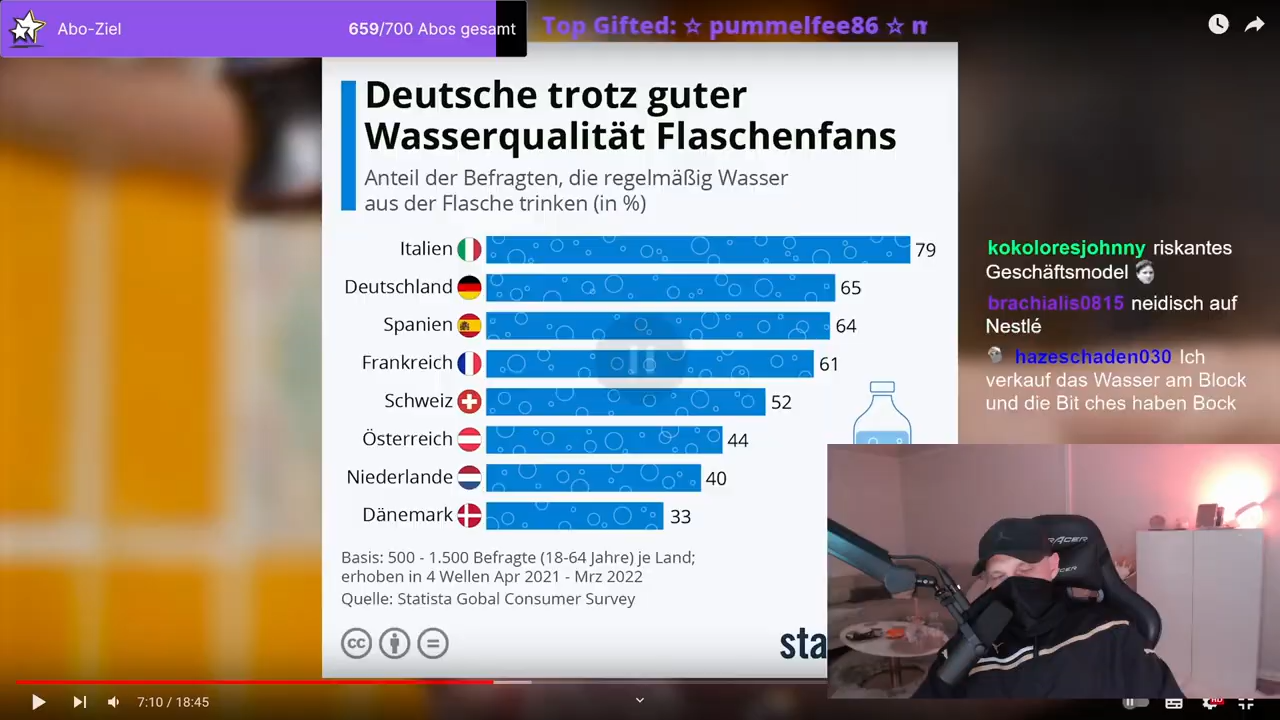 Abo-Ziel
659/700 Abos gesamt
Top Gifted: ☆ pummelfee86 ☆
Deutsche trotz guter
Wasserqualität Flaschenfans
Anteil der Befragten, die regelmäßig Wasser
aus der Flasche trinken (in %)
Italien 79
Deutschland 65
Spanien 64
Frankreich 61
Schweiz 52
Österreich 44
Niederlande 40
Dänemark 33
Basis: 500 - 1.500 Befragte (18-64 Jahre) je Land;
erhoben in 4 Wellen Apr 2021 - Mrz 2022
Quelle: Statista Gobal Consumer Survey
cc
sta
kokoloresjohnny riskantes
Geschäftsmodel
brachialis0815 neidisch auf
Nestlé
hazeschaden030 Ich
verkauf das Wasser am Block
und die Bit ches haben Bock
7:10 / 18:45